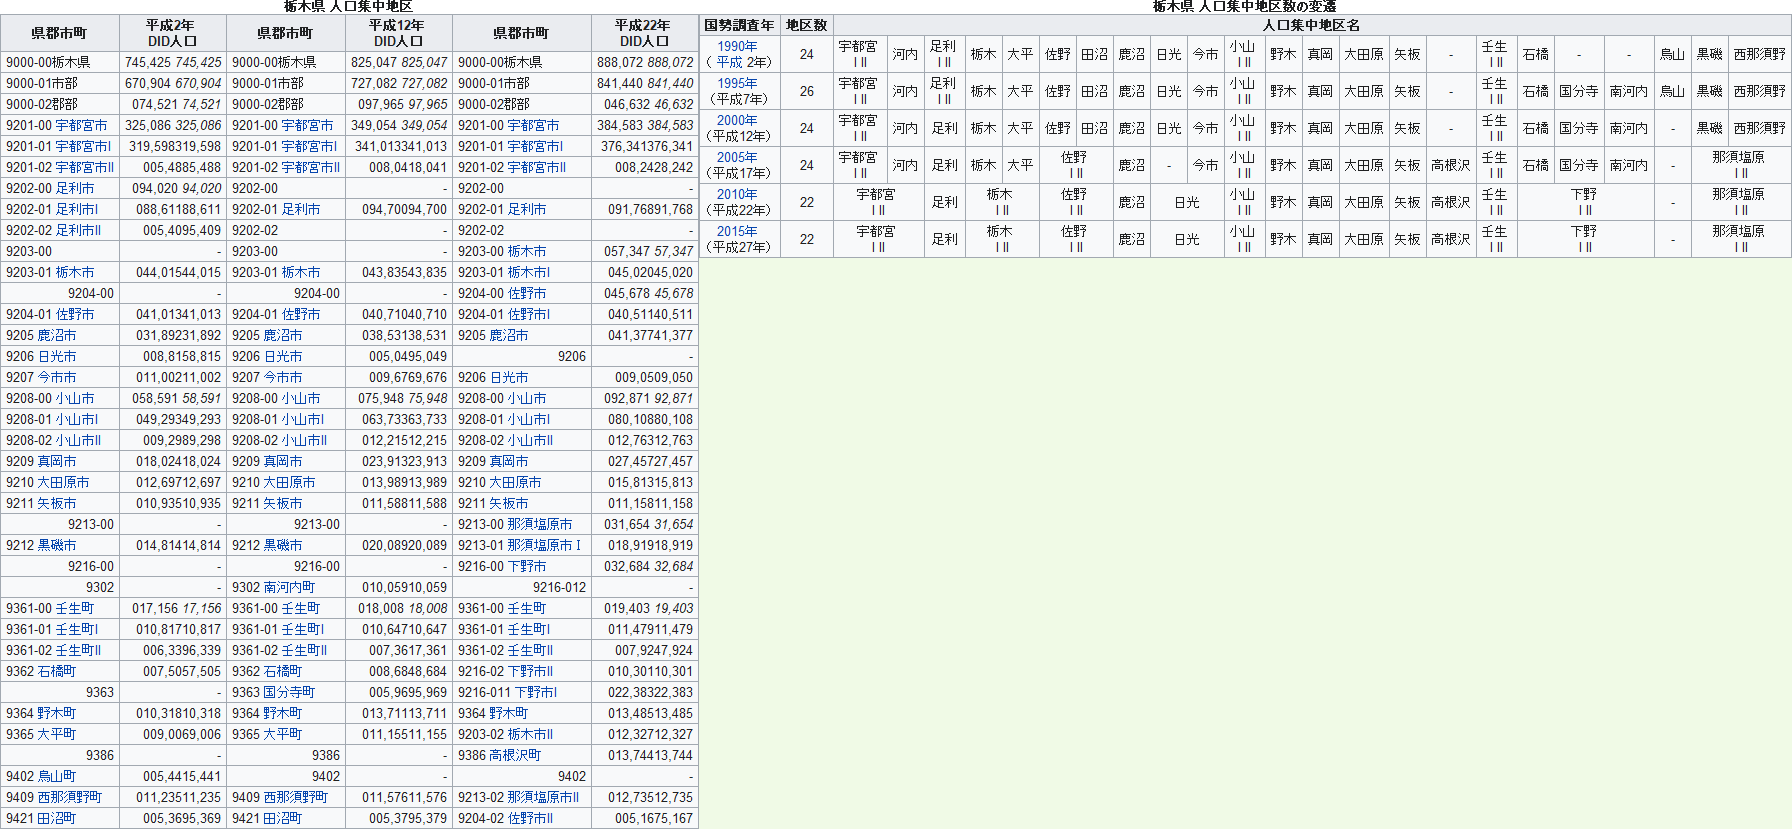 栃木県 人口集中地区
県郡市町 平成2年 DID人口 県郡市町 平成12年 DID人口 県郡市町 平成22年 DID人口
9000-00栃木県 745,425 745,425 9000-00栃木県 825,047 825,047 9000-00栃木県 888,072 888,072
9000-01市部 670,904 670,904 9000-01市部 727,082 727,082 9000-01市部 841,440 841,440
9000-02郡部 074,521 74,521 9000-02郡部 097,965 97,965 9000-02郡部 046,632 46,632
9201-00 宇都宮市 325,086 325,086 9201-00 宇都宮市 349,054 349,054 9201-00 宇都宮市 384,583 384,583
9201-01 宇都宮市I 319,598319,598 9201-01 宇都宮市I 341,013341,013 9201-01 宇都宮市I 376,341376,341
9201-02 宇都宮市II 005,4885,488 9201-02 宇都宮市II 008,0418,041 9201-02 宇都宮市II 008,2428,242
9202-00 足利市 094,020 94,020 9202-00 - 9202-00 -
9202-01 足利市I 088,61188,611 9202-01 足利市 094,70094,700 9202-01 足利市 091,76891,768
9202-02 足利市II 005,4095,409 9202-02 - 9202-02 -
9203-00 - 9203-00 - 9203-00 栃木市 057,347 57,347
9203-01 栃木市 044,01544,015 9203-01 栃木市 043,83543,835 9203-01 栃木市I 045,02045,020
9204-00 - 9204-00 - 9204-00 佐野市 045,678 45,678
9204-01 佐野市 041,01341,013 9204-01 佐野市 040,71040,710 9204-01 佐野市I 040,51140,511
9205 鹿沼市 031,89231,892 9205 鹿沼市 038,53138,531 9205 鹿沼市 041,37741,377
9206 日光市 008,8158,815 9206 日光市 005,0495,049 9206 -
9207 今市市 011,00211,002 9207 今市市 009,6769,676 9206 日光市 009,0509,050
9208-00 小山市 058,591 58,591 9208-00 小山市 075,948 75,948 9208-00 小山市 092,871 92,871
9208-01 小山市I 049,29349,293 9208-01 小山市I 063,73363,733 9208-01 小山市I 080,10880,108
9208-02 小山市II 009,2989,298 9208-02 小山市II 012,21512,215 9208-02 小山市II 012,76312,763
9209 真岡市 018,02418,024 9209 真岡市 023,91323,913 9209 真岡市 027,45727,457
9210 大田原市 012,69712,697 9210 大田原市 013,98913,989 9210 大田原市 015,81315,813
9211 矢板市 010,93510,935 9211 矢板市 011,58811,588 9211 矢板市 011,15811,158
9213-00 - 9213-00 - 9213-00 那須塩原市 031,654 31,654
9212 黒磯市 014,81414,814 9212 黒磯市 020,08920,089 9213-01 那須塩原市Ⅰ 018,91918,919
9216-00 - 9216-00 - 9216-00 下野市 032,684 32,684
9302 - 9302 南河内町 010,05910,059 9216-012 -
9361-00 壬生町 017,156 17,156 9361-00 壬生町 018,008 18,008 9361-00 壬生町 019,403 19,403
9361-01 壬生町I 010,81710,817 9361-01 壬生町I 010,64710,647 9361-01 壬生町I 011,47911,479
9361-02 壬生町II 006,3396,339 9361-02 壬生町II 007,3617,361 9361-02 壬生町II 007,9247,924
9362 石橋町 007,5057,505 9362 石橋町 008,6848,684 9216-02 下野市II 010,30110,301
9363 - 9363 国分寺町 005,9695,969 9216-011 下野市I 022,38322,383
9364 野木町 010,31810,318 9364 野木町 013,71113,711 9364 野木町 013,48513,485
9365 大平町 009,0069,006 9365 大平町 011,15511,155 9203-02 栃木市II 012,32712,327
9386 - 9386 - 9386 高根沢町 013,74413,744
9402 烏山町 005,4415,441 9402 - 9402 -
9409 西那須野町 011,23511,235 9409 西那須野町 011,57611,576 9213-02 那須塩原市II 012,73512,735
9421 田沼町 005,3695,369 9421 田沼町 005,3795,379 9204-02 佐野市II 005,1675,167
栃木県 人口集中地区数の変遷
国勢調査年 地区数 人口集中地区名
1990年 (平成 2年) 24 宇都宮 I II 河内 足利 I II 栃木 大平 佐野 田沼 鹿沼 日光 今市 小山 I II 野木 真岡 大田原 矢板 - 壬生 I II 石橋 - - 烏山 黒磯 西那須野
1995年 (平成7年) 26 宇都宮 I II 河内 足利 I II 栃木 大平 佐野 田沼 鹿沼 日光 今市 小山 I II 野木 真岡 大田原 矢板 - 壬生 I II 石橋 国分寺 南河内 烏山 黒磯 西那須野
2000年 (平成12年) 24 宇都宮 I II 河内 足利 栃木 大平 佐野 田沼 鹿沼 日光 今市 小山 I II 野木 真岡 大田原 矢板 - 壬生 I II 石橋 国分寺 南河内 - 黒磯 西那須野
2005年 (平成17年) 24 宇都宮 I II 河内 足利 栃木 大平 佐野 I II 鹿沼 - 今市 小山 I II 野木 真岡 大田原 矢板 高根沢 壬生 I II 石橋 国分寺 南河内 - 那須塩原 I II
2010年 (平成22年) 22 宇都宮 I II 足利 栃木 I II 佐野 I II 鹿沼 日光 小山 I II 野木 真岡 大田原 矢板 高根沢 壬生 I II 下野 I II - 那須塩原 I II
2015年 (平成27年) 22 宇都宮 I II 足利 栃木 I II 佐野 I II 鹿沼 日光 小山 I II 野木 真岡 大田原 矢板 高根沢 壬生 I II 下野 I II - 那須塩原 I II